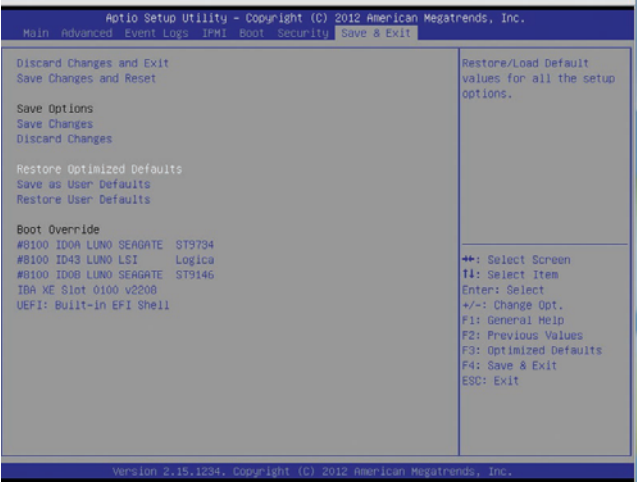 Aptio Setup Utility – Copyright (C) 2012 American Megatrends, Inc.
Main Advanced Event Logs IPMI Boot Security Save & Exit
Discard Changes and Exit
Save Changes and Reset
Save Options
Save Changes
Discard Changes
Restore Optimized Defaults
Save as User Defaults
Restore User Defaults
Boot Override
#8100 ID0A LUN0 SEAGATE ST9734
#8100 ID43 LUN0 LSI Logica
#8100 ID0B LUN0 SEAGATE ST9146
IBA XE Slot 0100 v2208
UEFI: Built-in EFI Shell
Restore/Load Default
values for all the setup
options.
→←: Select Screen
↑↓: Select Item
Enter: Select
+/-: Change Opt.
F1: General Help
F2: Previous Values
F3: Optimized Defaults
F4: Save & Exit
ESC: Exit
Version 2.15.1234. Copyright (C) 2012 American Megatrends, Inc.